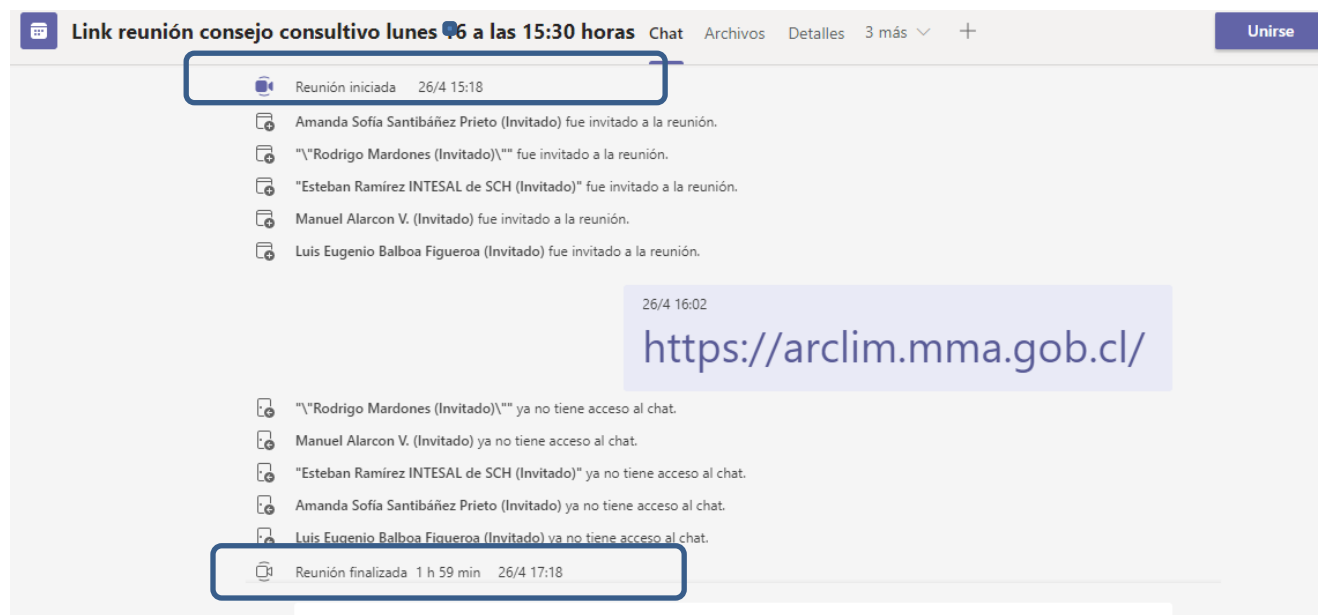 Link reunión consejo consultivo lunes 6 a las 15:30 horas Chat Archivos Detalles 3 más Unirse
Reunión iniciada 26/4 15:18
Amanda Sofía Santibáñez Prieto (Invitado) fue invitado a la reunión.
"\"Rodrigo Mardones (Invitado)\"" fue invitado a la reunión.
"Esteban Ramírez INTESAL de SCH (Invitado)" fue invitado a la reunión.
Manuel Alarcon V. (Invitado) fue invitado a la reunión.
Luis Eugenio Balboa Figueroa (Invitado) fue invitado a la reunión.
26/4 16:02
https://arclim.mma.gob.cl/
"\"Rodrigo Mardones (Invitado)\"" ya no tiene acceso al chat.
Manuel Alarcon V. (Invitado) ya no tiene acceso al chat.
"Esteban Ramírez INTESAL de SCH (Invitado)" ya no tiene acceso al chat.
Amanda Sofía Santibáñez Prieto (Invitado) ya no tiene acceso al chat.
Luis Eugenio Balboa Figueroa (Invitado) ya no tiene acceso al chat.
Reunión finalizada 1 h 59 min 26/4 17:18